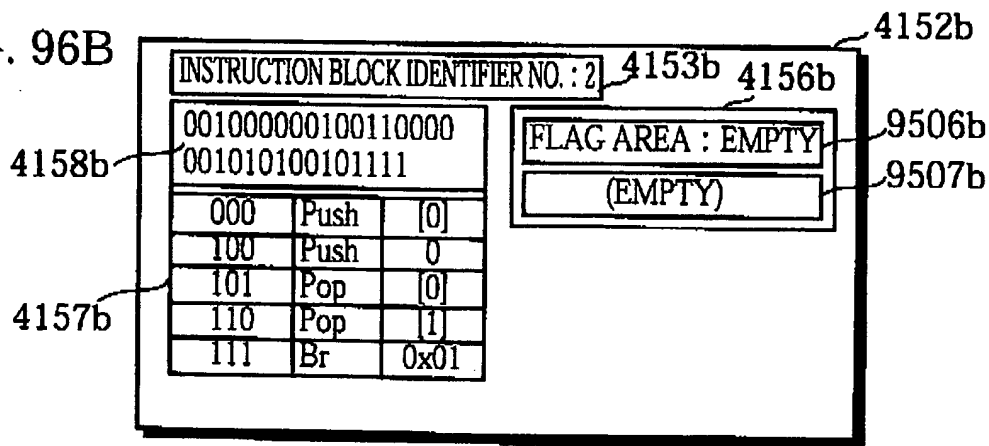 . 96B
4152b
INSTRUCTION BLOCK IDENTIFIER NO. : 2
4153b
4156b
001000000100110000
001010100101111
4158b
FLAG AREA : EMPTY
9506b
(EMPTY)
9507b
000 Push [0]
100 Push 0
101 Pop [0]
110 Pop [1]
111 Br 0x01
4157b